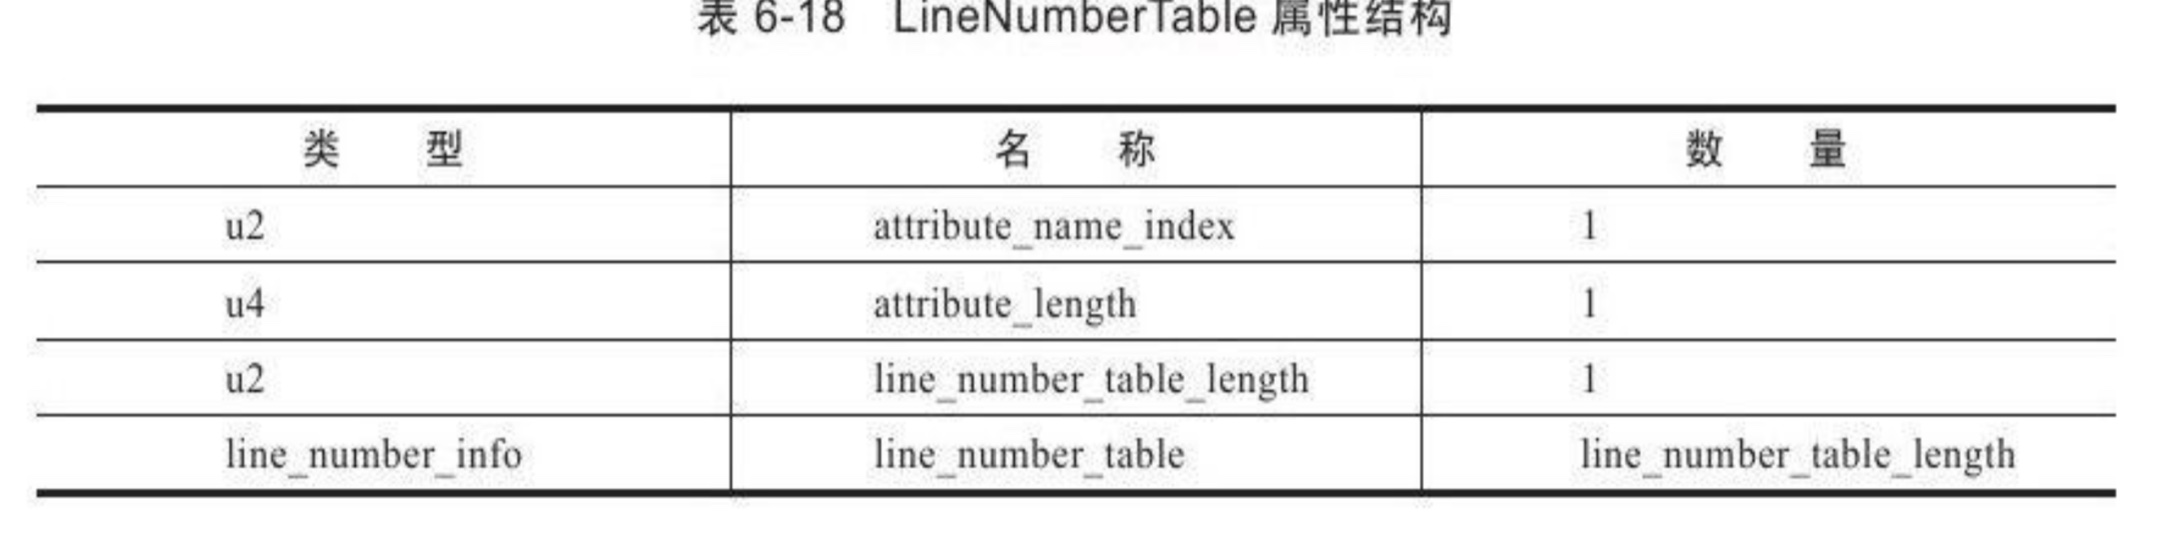 表 6-18 LineNumberTable 属性结构
类 型 名 称 数 量
u2 attribute_name_index 1
u4 attribute_length 1
u2 line_number_table_length 1
line_number_info line_number_table line_number_table_length